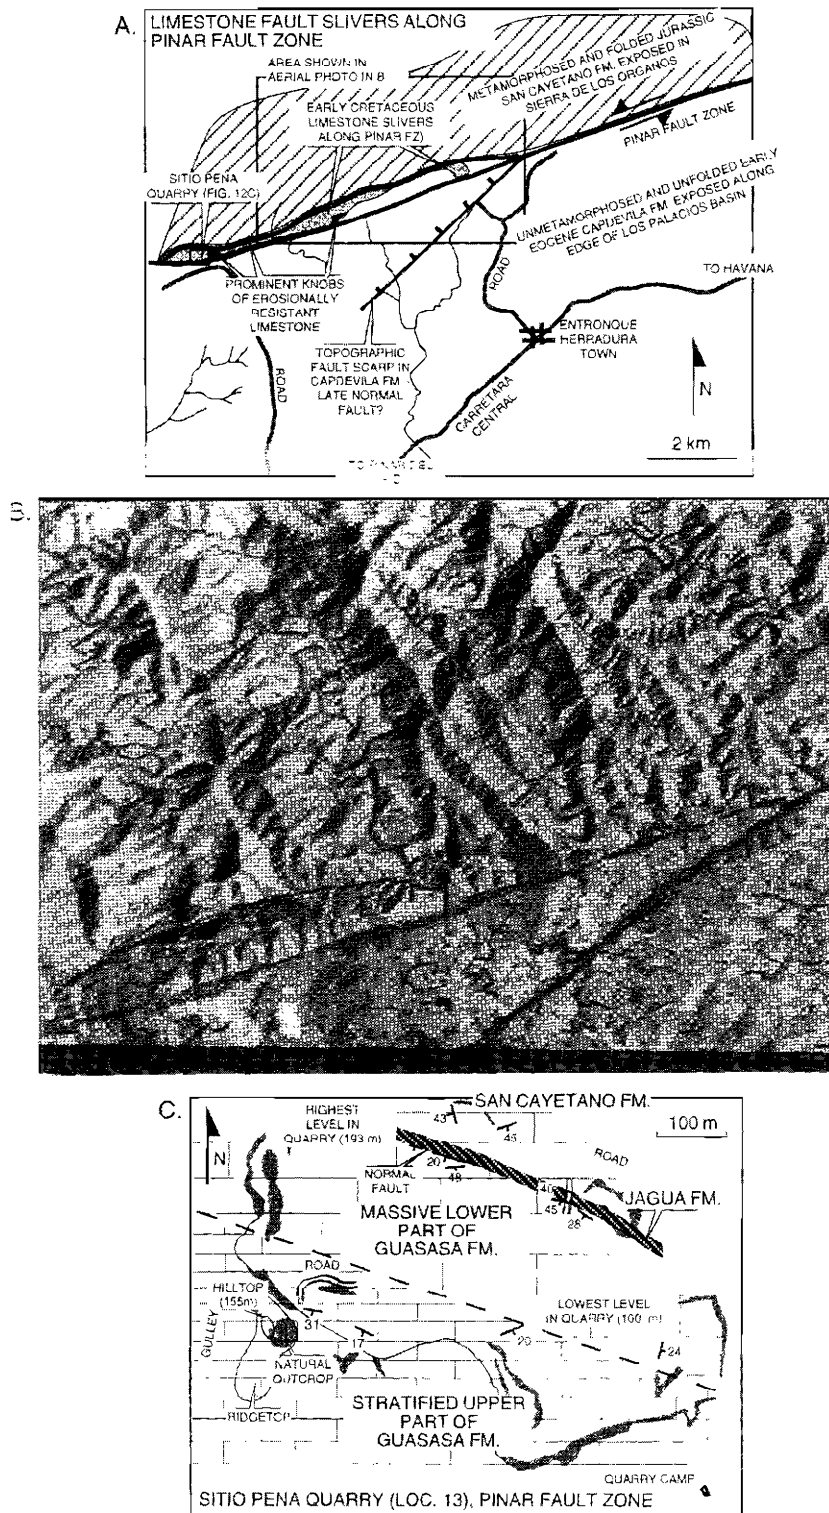 A.
LIMESTONE FAULT SLIVERS ALONG
PINAR FAULT ZONE
AREA SHOWN IN
AERIAL PHOTO IN B
METAMORPHOSED AND FOLDED JURASSIC
SAN CAYETANO FM. EXPOSED IN
SIERRA DE LOS ORGANOS
EARLY CRETACEOUS
LIMESTONE SLIVERS
ALONG PINAR FZ)
PINAR FAULT ZONE
SITIO PENA
QUARRY (FIG. 12C)
UNMETAMORPHOSED AND UNFOLDED EARLY
EOCENE CAPDEVILA FM. EXPOSED ALONG
EDGE OF LOS PALACIOS BASIN
PROMINENT KNOBS
OF EROSIONALLY
RESISTANT
LIMESTONE
ROAD
TO HAVANA
ENTRONQUE
HERRADURA
TOWN
TOPOGRAPHIC
FAULT SCARP IN
CAPDEVILA FM
LATE NORMAL
FAULT?
ROAD
CARRETARA
CENTRAL
N
2 km
TO PINAR DEL
B.
C.
N
HIGHEST
LEVEL IN
QUARRY (193 m)
SAN CAYETANO FM.
43
45
100 m
NORMAL
FAULT
20
48
ROAD
40
45
28
JAGUA FM.
MASSIVE LOWER
PART OF
GUASASA FM.
ROAD
HILLTOP
(155m)
GULLEY
31
17
20
24
LOWEST LEVEL
IN QUARRY (100 m)
NATURAL
OUTCROP
RIDGETOP
STRATIFIED UPPER
PART OF
GUASASA FM.
QUARRY CAMP
SITIO PENA QUARRY (LOC. 13), PINAR FAULT ZONE